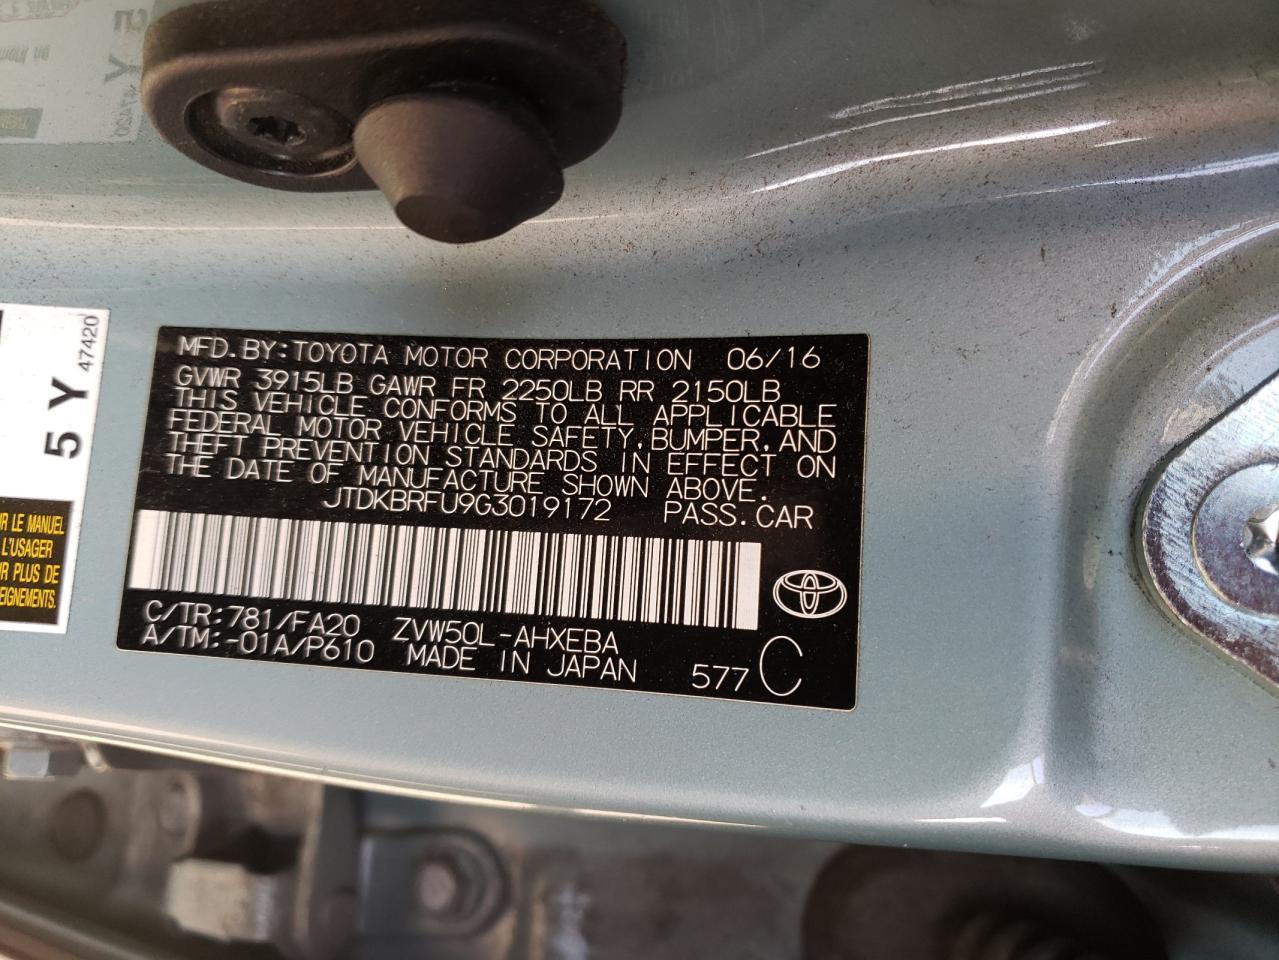 MFD.BY:TOYOTA MOTOR CORPORATION 06/16
GVWR 3915LB GAWR FR 2250LB RR 2150LB
THIS VEHICLE CONFORMS TO ALL APPLICABLE
FEDERAL MOTOR VEHICLE SAFETY,BUMPER,AND
THEFT PREVENTION STANDARDS IN EFFECT ON
THE DATE OF MANUFACTURE SHOWN ABOVE.
JTDKBRFU9G3019172 PASS.CAR
C/TR:781/FA20 ZVW50L-AHXEBA
A/TM:-01A/P610 MADE IN JAPAN 577 C
5 Y 47420
R LE MANUEL
L'USAGER
R PLUS DE
EIGNEMENTS.